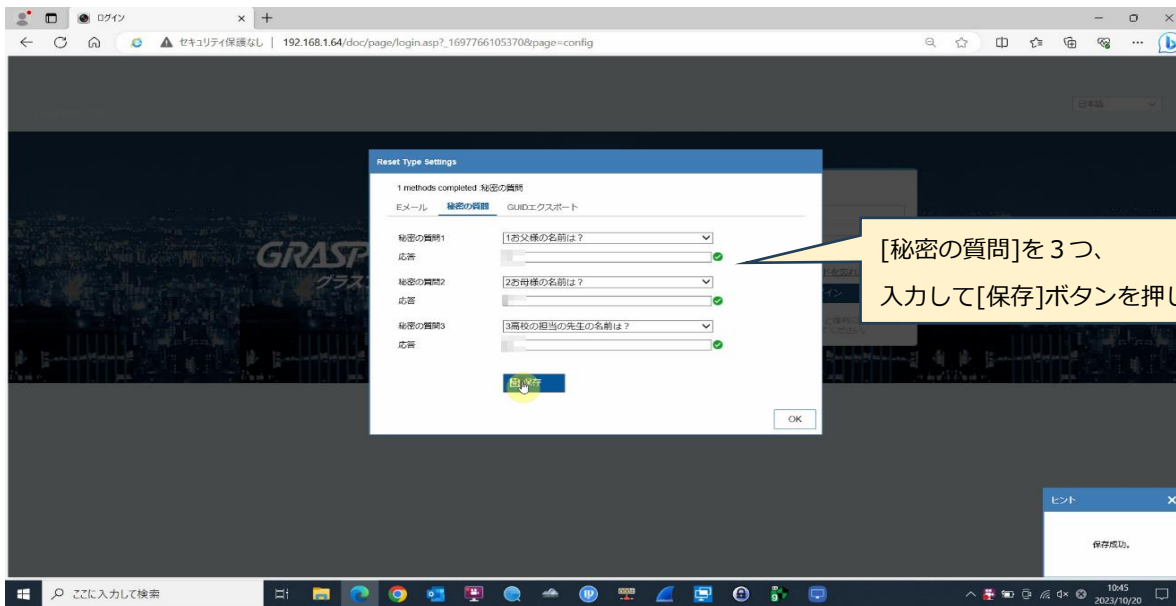 ログイン
セキュリティ保護なし | 192.168.1.64/doc/page/login.asp?_1697766105370&page=config
日本語
Reset Type Settings
1 methods completed :秘密の質問
Eメール 秘密の質問 GUIDエクスポート
秘密の質問1 1お父様の名前は？
応答
秘密の質問2 2お母様の名前は？
応答
秘密の質問3 3高校の担当の先生の名前は？
応答
保存
OK
GRASP
グラス
[秘密の質問]を３つ、
入力して[保存]ボタンを押し
ヒント
保存成功。
ここに入力して検索
10:45
2023/10/20